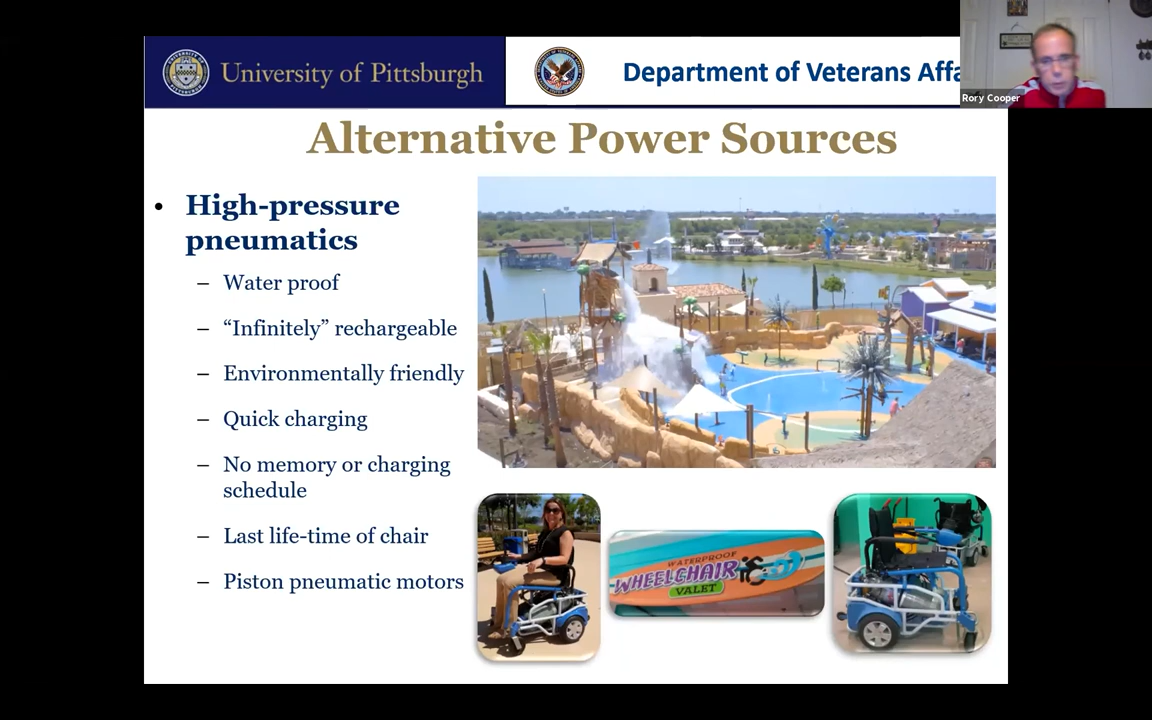 University of Pittsburgh
Department of Veterans Affa
Rory Cooper
Alternative Power Sources
• High-pressure
pneumatics
– Water proof
– “Infinitely” rechargeable
– Environmentally friendly
– Quick charging
– No memory or charging
schedule
– Last life-time of chair
– Piston pneumatic motors
WATERPROOF
WHEELCHAIR
VALET